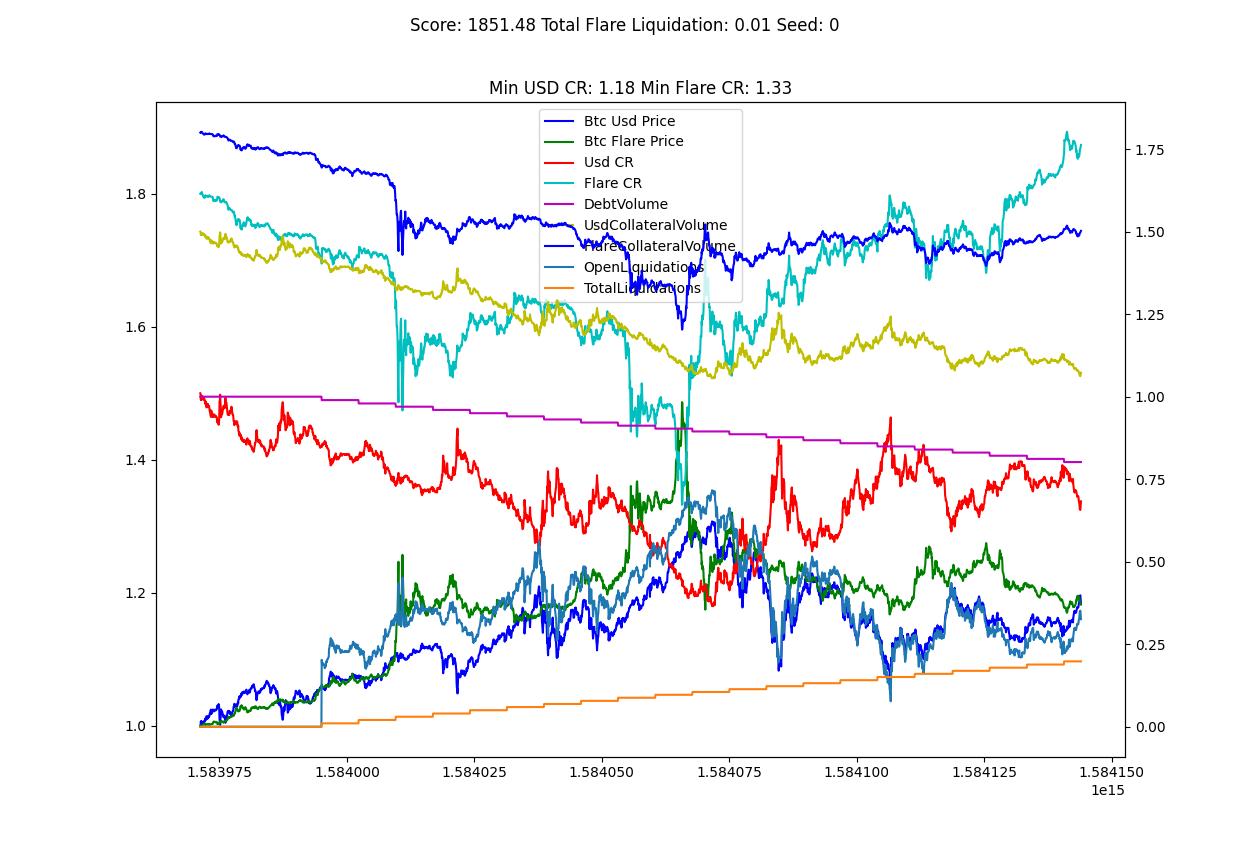 Score: 1851.48 Total Flare Liquidation: 0.01 Seed: 0
Min USD CR: 1.18 Min Flare CR: 1.33
Btc Usd Price
Btc Flare Price
Usd CR
Flare CR
DebtVolume
UsdCollateralVolume
FlareCollateralVolume
OpenLiquidations
TotalLiquidations
1.8
1.6
1.4
1.2
1.0
1.75
1.50
1.25
1.00
0.75
0.50
0.25
0.00
1.583975 1.584000 1.584025 1.584050 1.584075 1.584100 1.584125 1.584150
1e15